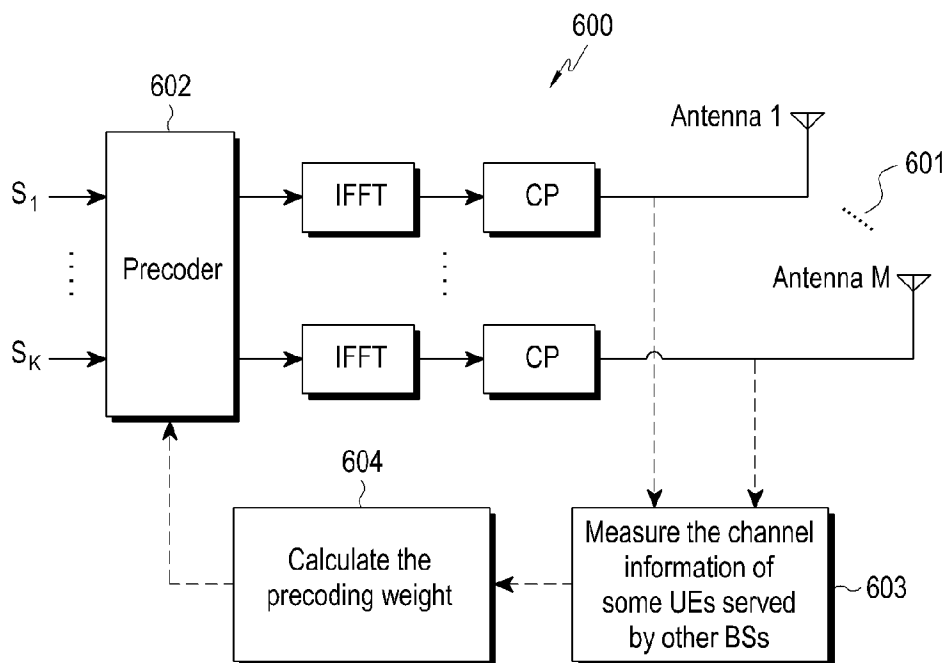 600
602
Antenna 1
601
S1
IFFT
CP
Precoder
Antenna M
SK
IFFT
CP
604
Calculate the
precoding weight
Measure the channel
information of
some UEs served
by other BSs
603